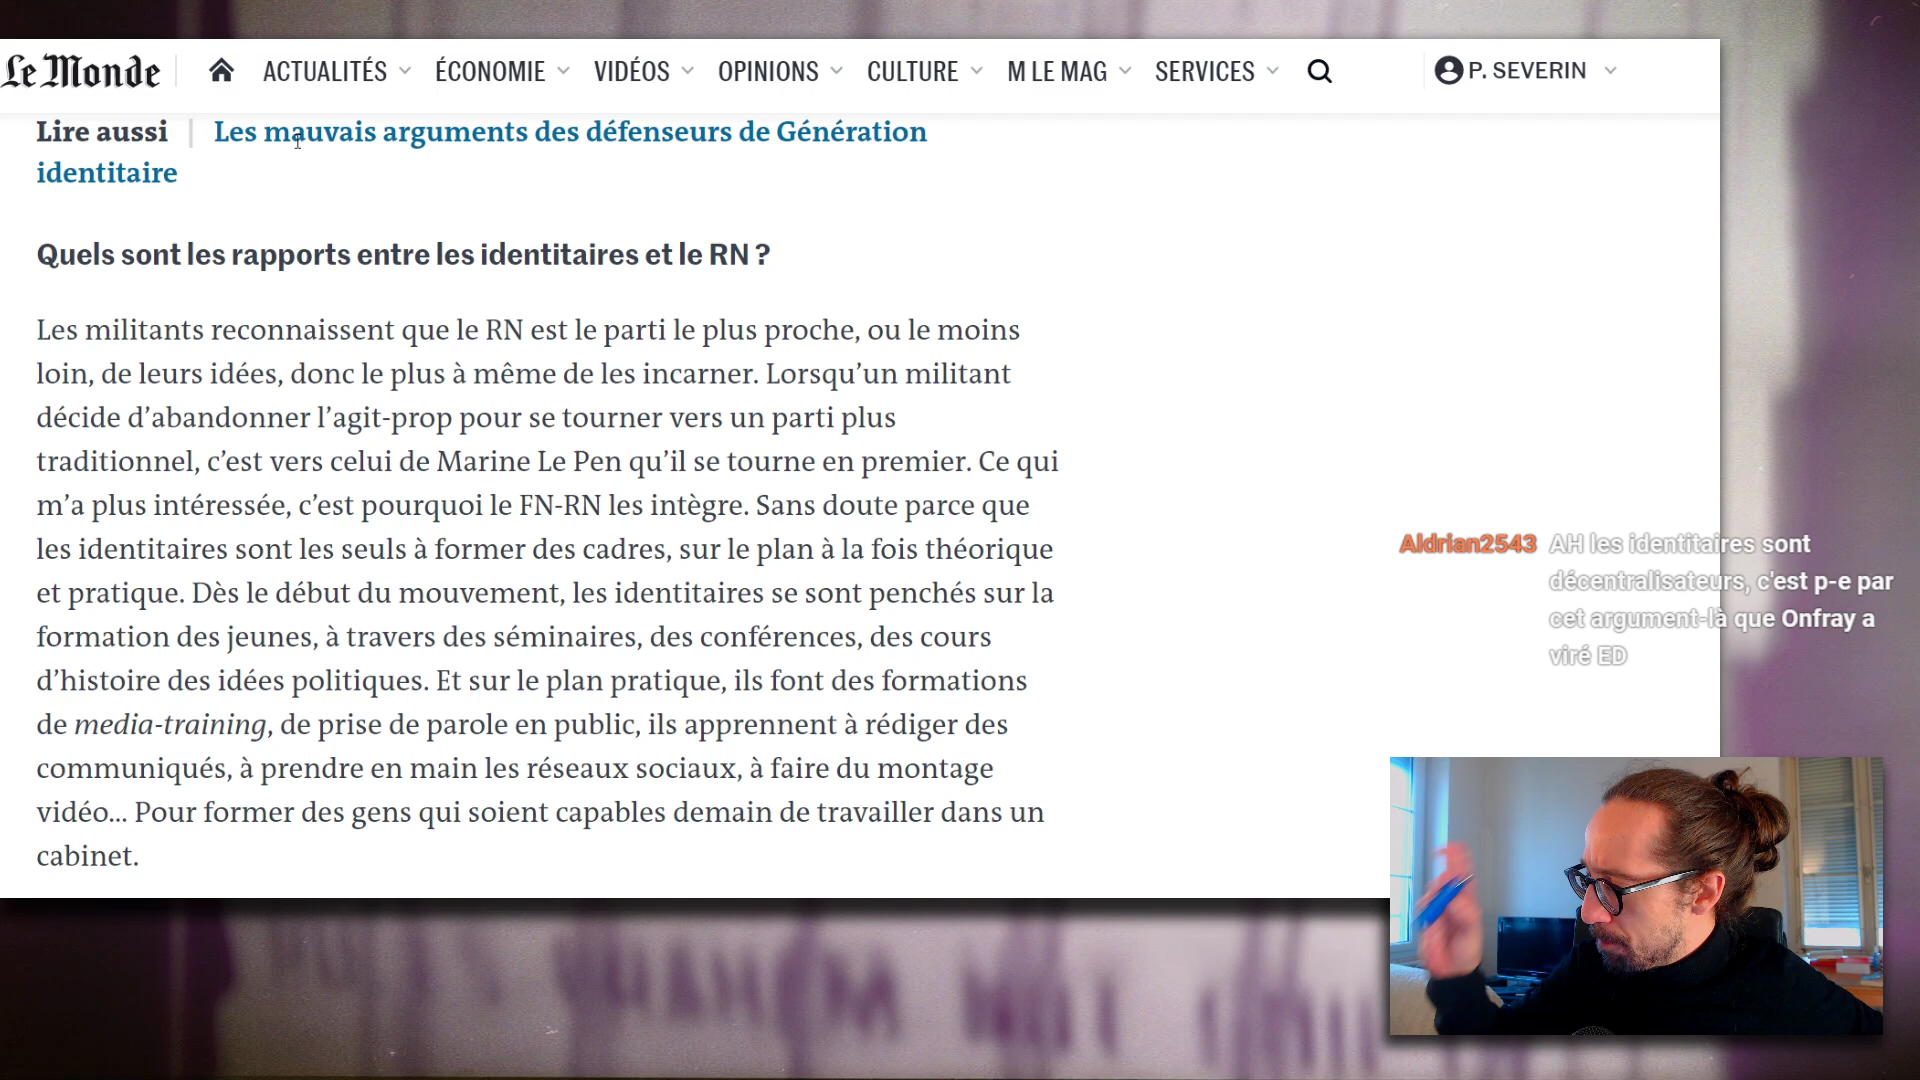 Le Monde
ACTUALITÉS
ÉCONOMIE
VIDÉOS
OPINIONS
CULTURE
M LE MAG
SERVICES
P. SEVERIN
Lire aussi | Les mauvais arguments des défenseurs de Génération
identitaire
Quels sont les rapports entre les identitaires et le RN ?
Les militants reconnaissent que le RN est le parti le plus proche, ou le moins
loin, de leurs idées, donc le plus à même de les incarner. Lorsqu’un militant
décide d’abandonner l’agit-prop pour se tourner vers un parti plus
traditionnel, c’est vers celui de Marine Le Pen qu’il se tourne en premier. Ce qui
m’a plus intéressée, c’est pourquoi le FN-RN les intègre. Sans doute parce que
les identitaires sont les seuls à former des cadres, sur le plan à la fois théorique
et pratique. Dès le début du mouvement, les identitaires se sont penchés sur la
formation des jeunes, à travers des séminaires, des conférences, des cours
d’histoire des idées politiques. Et sur le plan pratique, ils font des formations
de media-training, de prise de parole en public, ils apprennent à rédiger des
communiqués, à prendre en main les réseaux sociaux, à faire du montage
vidéo... Pour former des gens qui soient capables demain de travailler dans un
cabinet.
Aldrian2543 AH les identitaires sont
décentralisateurs, c'est p-e par
cet argument-là que Onfray a
viré ED